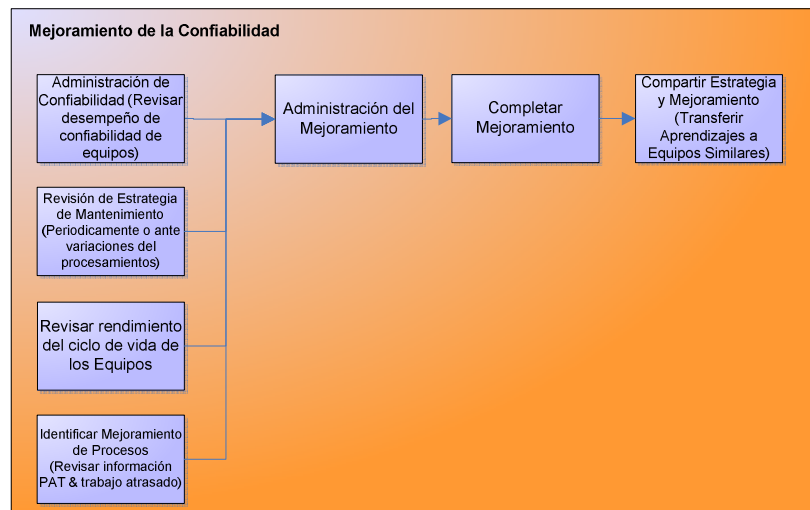 Mejoramiento de la Confiabilidad
Administración de
Confiabilidad (Revisar
desempeño de
confiabilidad de
equipos)
Administración del
Mejoramiento
Completar
Mejoramiento
Compartir Estrategia
y Mejoramiento
(Transferir
Aprendizajes a
Equipos Similares)
Revisión de Estrategia
de Mantenimiento
(Periodicamente o ante
variaciones del
procesamientos)
Revisar rendimiento
del ciclo de vida de
los Equipos
Identificar Mejoramiento
de Procesos
(Revisar información
PAT & trabajo atrasado)